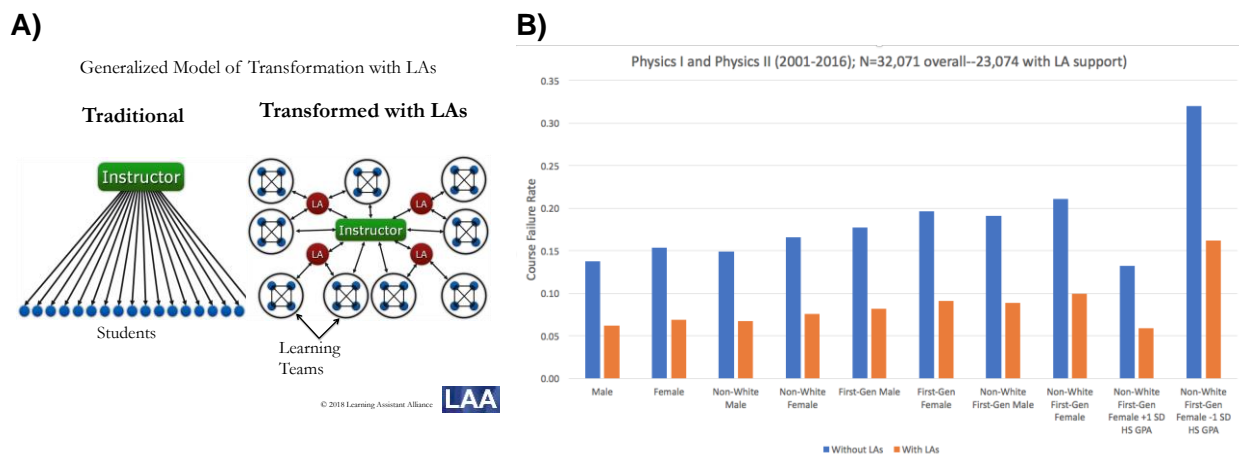 A)
Generalized Model of Transformation with LAs
Traditional
Transformed with LAs
Instructor
Students
LA
LA
Instructor
LA
LA
Learning
Teams
© 2018 Learning Assistant Alliance
LAA
B)
Physics I and Physics II (2001-2016); N=32,071 overall--23,074 with LA support)
Course Failure Rate
0.35
0.30
0.25
0.20
0.15
0.10
0.05
0.00
Male
Female
Non-White
Male
Non-White
Female
First-Gen Male
First-Gen
Female
Non-White
First-Gen Male
Non-White
First-Gen
Female
Non-White
First-Gen
Female +1 SD
HS GPA
Non-White
First-Gen
Female -1 SD
HS GPA
Without LAs
With LAs